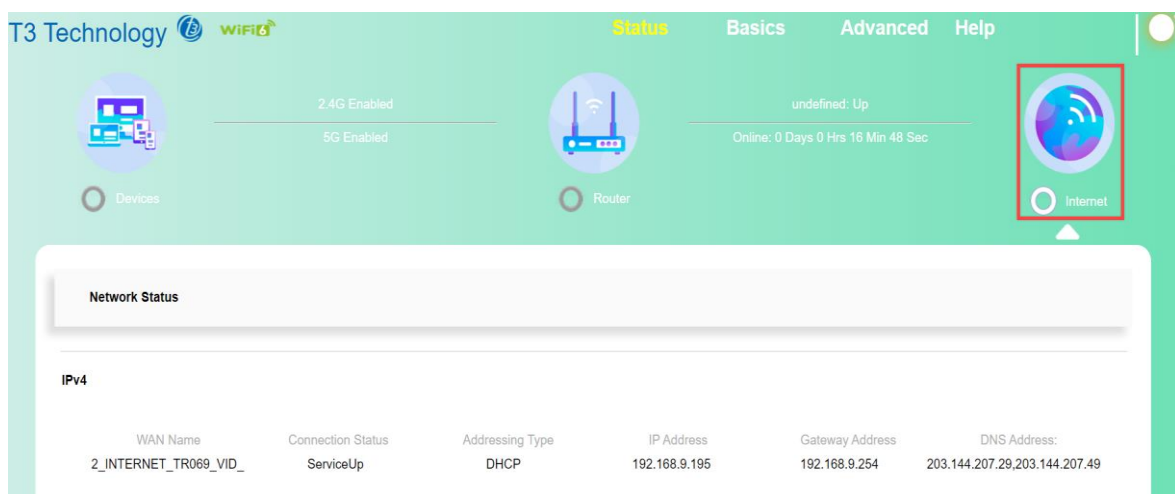 T3 Technology WiFi6 Status Basics Advanced Help
2.4G Enabled
5G Enabled
undefined: Up
Online: 0 Days 0 Hrs 16 Min 48 Sec
Devices
Router
Internet
Network Status
IPv4
WAN Name Connection Status Addressing Type IP Address Gateway Address DNS Address:
2_INTERNET_TR069_VID_ ServiceUp DHCP 192.168.9.195 192.168.9.254 203.144.207.29,203.144.207.49